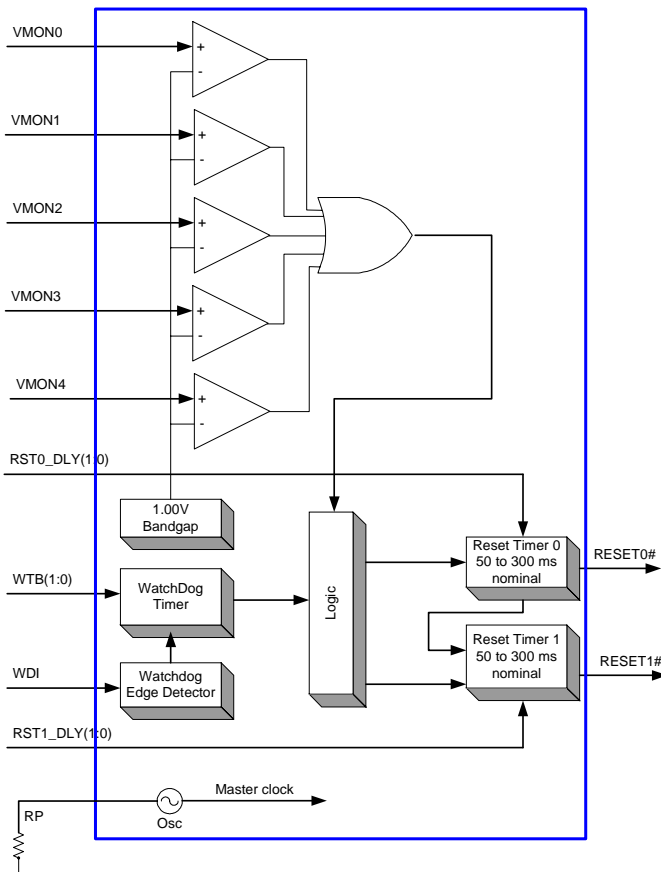 VMON0
+
-
VMON1
+
-
VMON2
+
-
VMON3
+
-
VMON4
+
-
RST0_DLY(1:0)
1.00V
Bandgap
WTB(1:0)
WatchDog
Timer
Logic
Reset Timer 0
50 to 300 ms
nominal
RESET0#
WDI
Watchdog
Edge Detector
Reset Timer 1
50 to 300 ms
nominal
RESET1#
RST1_DLY(1:0)
RP
Osc
Master clock